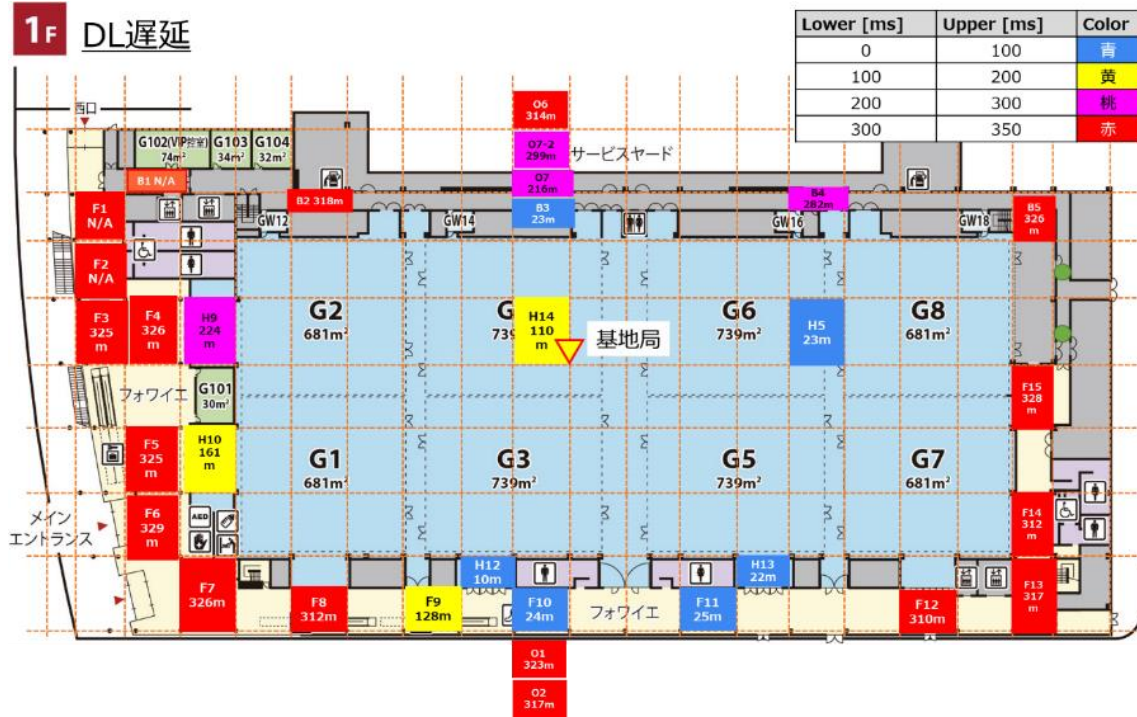 1F DL遅延
Lower [ms] Upper [ms] Color
0 100 青
100 200 黄
200 300 桃
300 350 赤
西口
O6
314m
G102(VIP控室)
74m²
G103
34m²
G104
32m²
O7-2
299m
サービスヤード
B1 N/A
O7
216m
B2 318m
B3
23m
B4
282m
B5
326
m
F1
N/A
GW12
GW14
GW16
GW18
F2
N/A
F3
325
m
F4
326
m
H9
224
m
G2
681m²
G
739
H14
110
m
基地局
G6
739m²
H5
23m
G8
681m²
フォワイエ
G101
30m²
F15
328
m
F5
325
m
H10
161
m
G1
681m²
G3
739m²
G5
739m²
G7
681m²
メイン
エントランス
F6
329
m
AED
F14
312
m
H12
10m
H13
22m
F7
326m
F8
312m
F9
128m
F10
24m
フォワイエ
F11
25m
F12
310m
F13
317
m
O1
323m
O2
317m